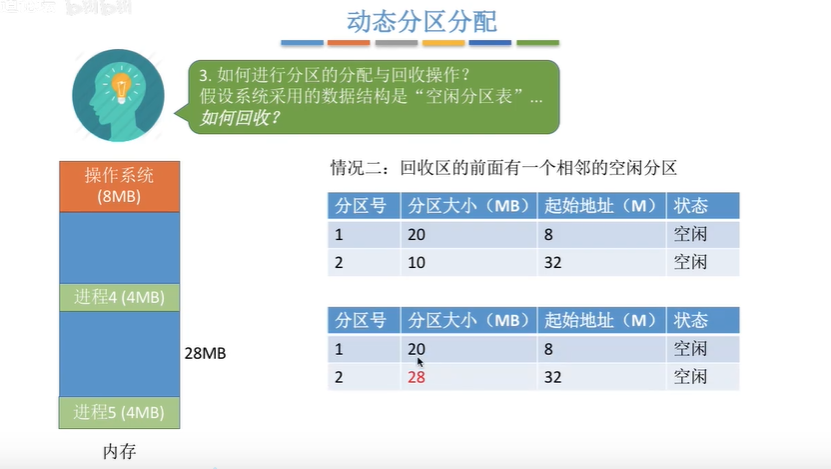 动态分区分配
3. 如何进行分区的分配与回收操作？
假设系统采用的数据结构是“空闲分区表”...
如何回收？
操作系统
(8MB)
进程4 (4MB)
28MB
进程5 (4MB)
内存
情况二：回收区的前面有一个相邻的空闲分区
分区号 分区大小（MB） 起始地址（M） 状态
1 20 8 空闲
2 10 32 空闲
分区号 分区大小（MB） 起始地址（M） 状态
1 20 8 空闲
2 28 32 空闲